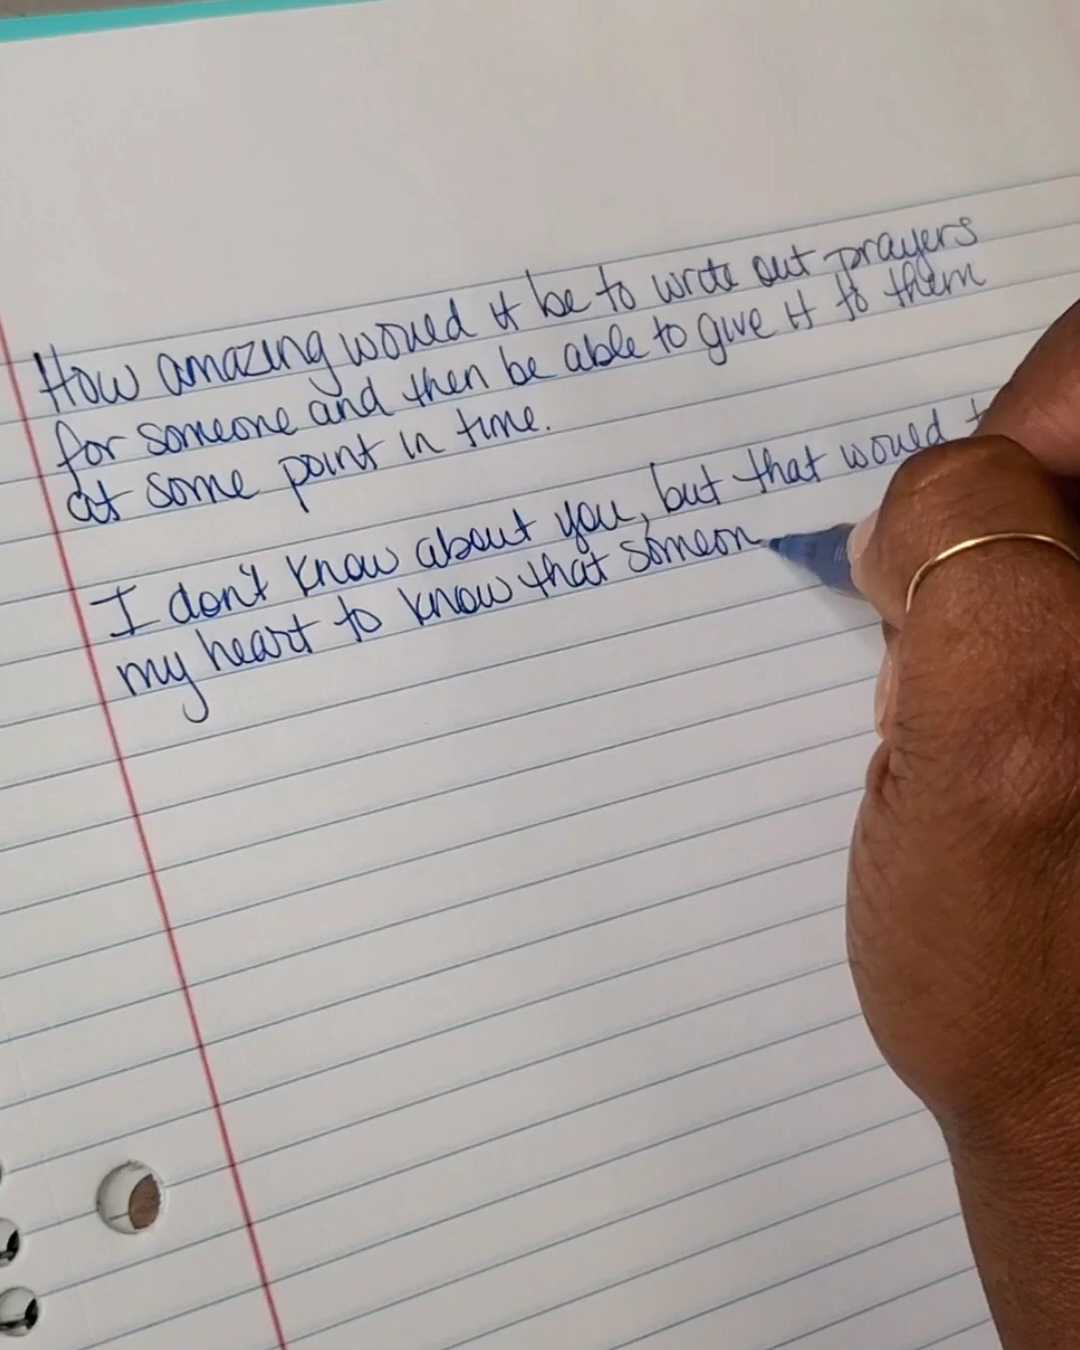 How amazing would it be to write out prayers
for someone and then be able to give it to them
at some point in time.
I don't know about you, but that would t
my heart to know that someon